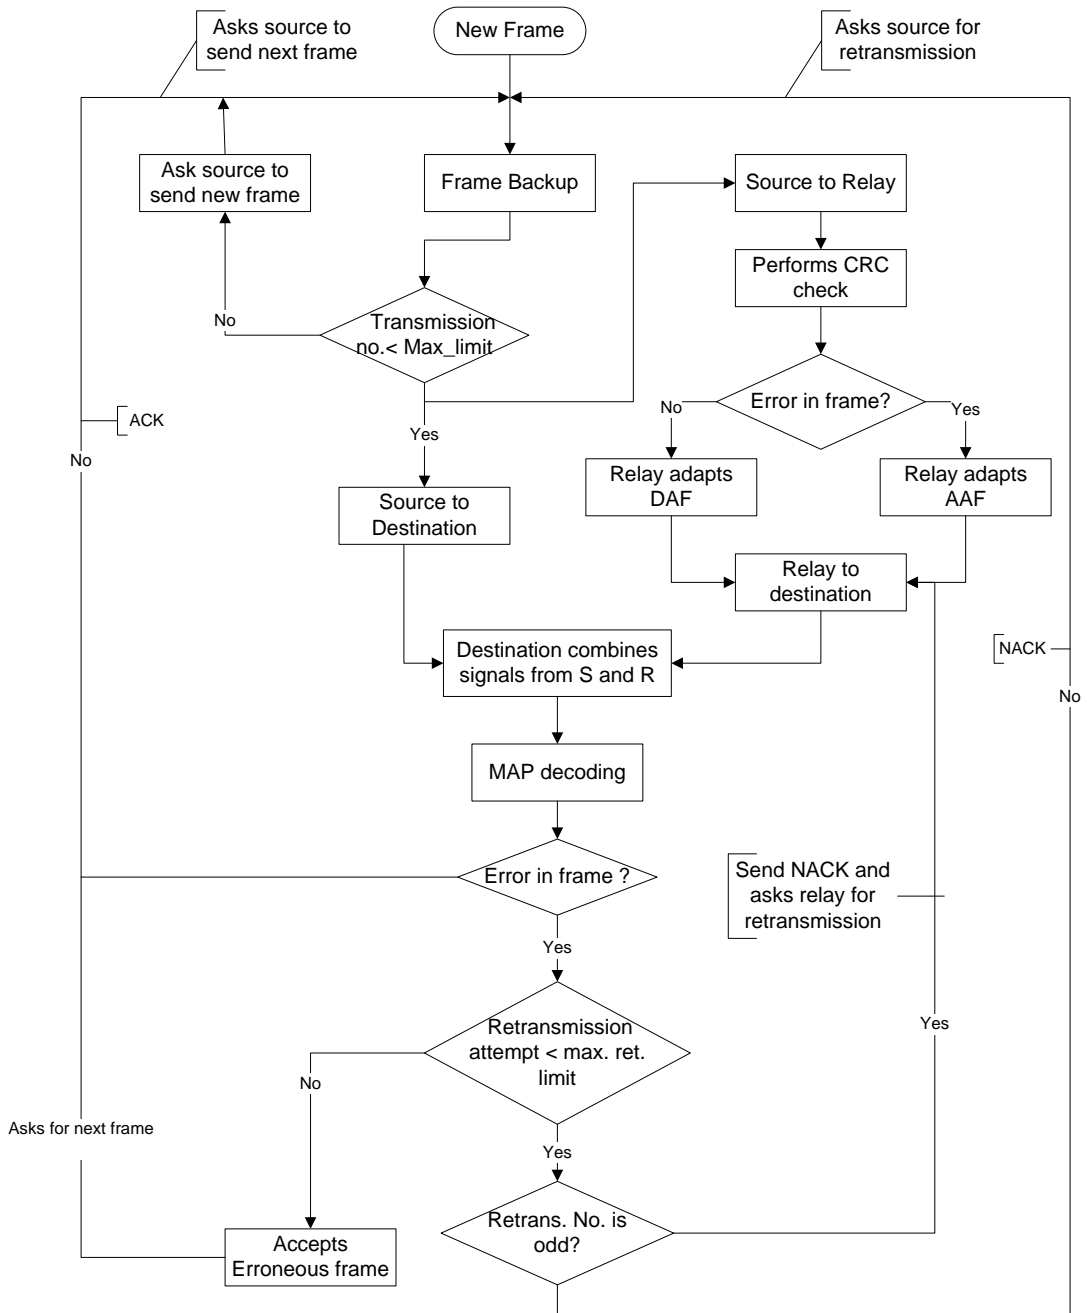 Asks source to
send next frame
New Frame
Asks source for
retransmission
Ask source to
send new frame
Frame Backup
Source to Relay
Performs CRC
check
No
Transmission
no.< Max_limit
ACK
Yes
No
Error in frame?
No
Yes
Relay adapts
DAF
Relay adapts
AAF
Source to
Destination
Relay to
destination
Destination combines
signals from S and R
NACK
No
MAP decoding
Error in frame ?
Send NACK and
asks relay for
retransmission
Yes
Retransmission
attempt < max. ret.
limit
Yes
No
Asks for next frame
Yes
Retrans. No. is
odd?
Accepts
Erroneous frame